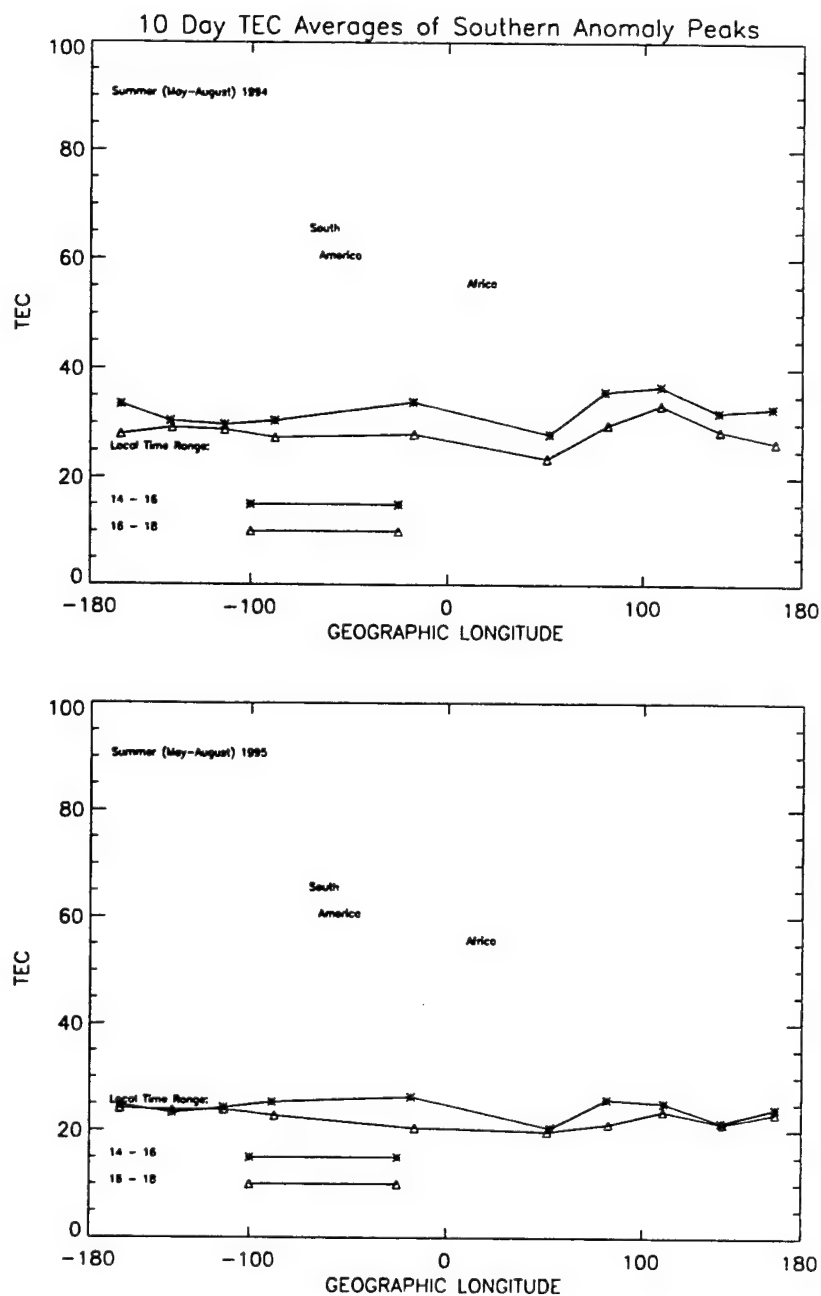 10 Day TEC Averages of Southern Anomaly Peaks
100
80
60
40
20
0
TEC
Summer (May-August) 1994
South
America
Africa
Local Time Range:
14 - 16
16 - 18
-180
-100
0
100
180
GEOGRAPHIC LONGITUDE
100
80
60
40
20
0
TEC
Summer (May-August) 1995
South
America
Africa
Local Time Range:
14 - 16
16 - 18
-180
-100
0
100
180
GEOGRAPHIC LONGITUDE